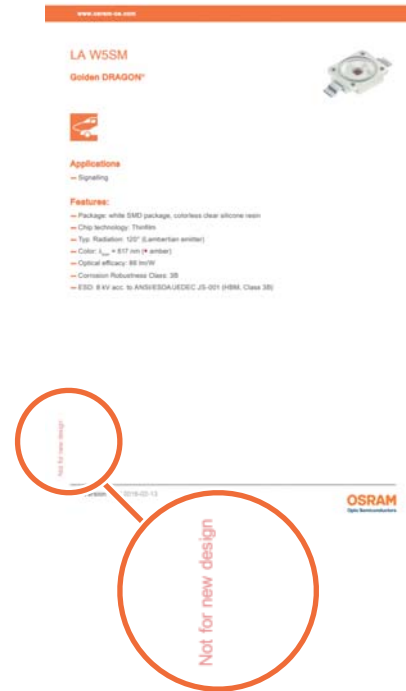 www.osram-os.com
LA W5SM
Golden DRAGON®
Applications
— Signalling
Features:
— Package: white SMD package, colorless clear silicone resin
— Chip technology: Thinfilm
— Typ. Radiation: 120° (Lambertian emitter)
— Color: λdom = 617 nm (● amber)
— Optical efficacy: 98 lm/W
— Corrosion Robustness Class: 3B
— ESD: 8 kV acc. to ANSI/ESDA/JEDEC JS-001 (HBM, Class 3B)
Not for new design
2018-02-13
OSRAM
Opto Semiconductors
Not for new design